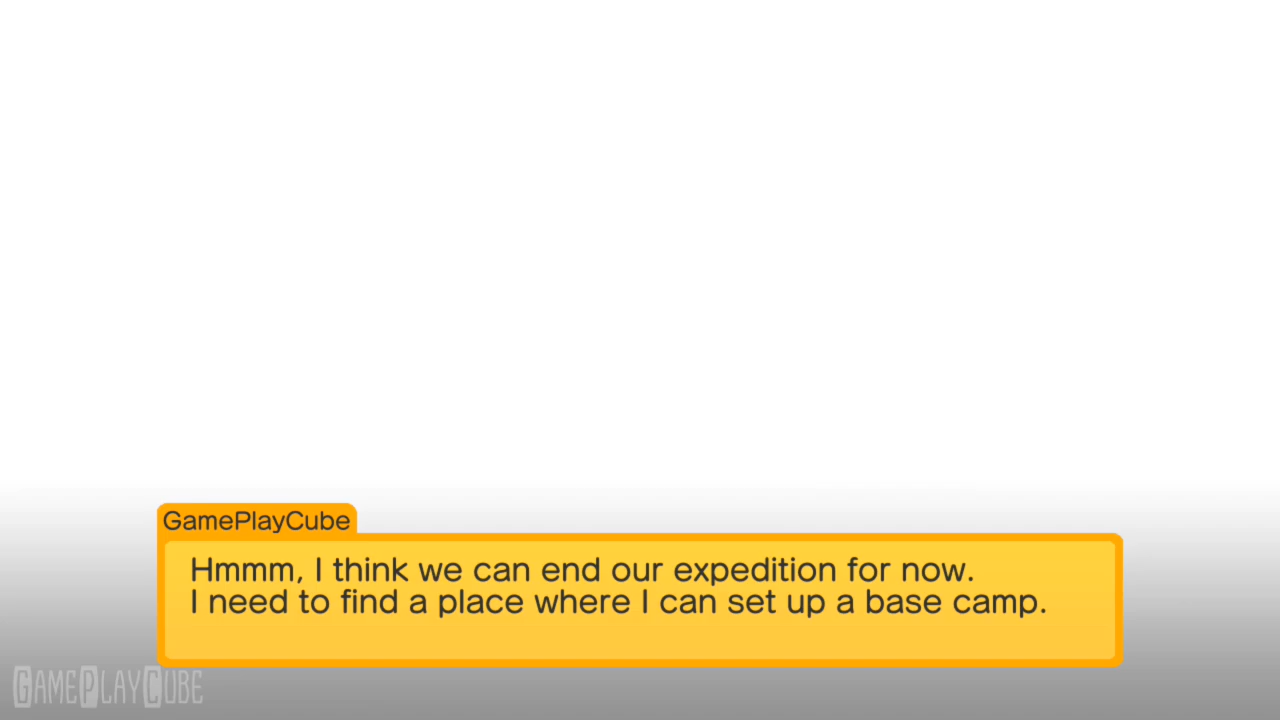 GamePlayCube
Hmmm, I think we can end our expedition for now.
I need to find a place where I can set up a base camp.
GAMEPLAYCUBE